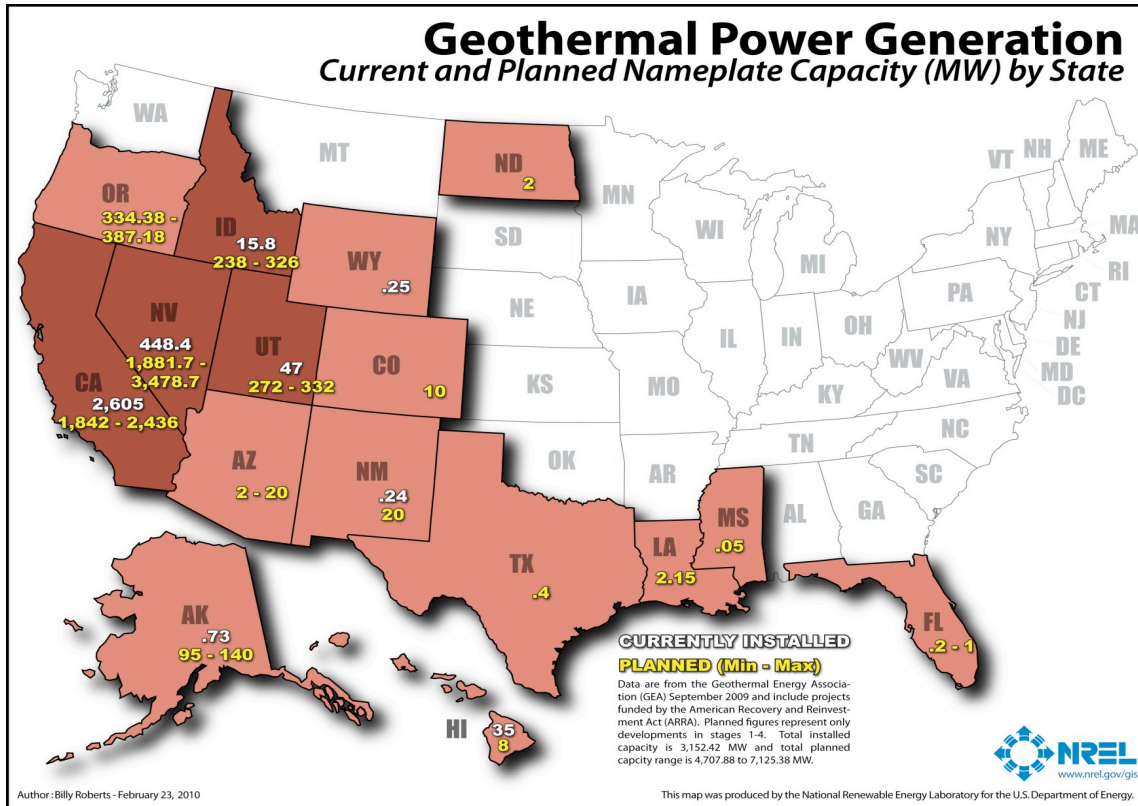 Geothermal Power Generation
Current and Planned Nameplate Capacity (MW) by State
WA
MT
ND
2
MN
VT
NH
ME
OR
334.38 -
387.18
ID
15.8
238 - 326
WY
.25
SD
WI
MI
NY
MA
RI
CT
NV
448.4
1,881.7 -
3,478.7
UT
47
272 - 332
CO
10
NE
IA
IL
IN
OH
PA
NJ
DE
MD
DC
CA
2,605
1,842 - 2,436
KS
MO
KY
WV
VA
AZ
2 - 20
NM
.24
20
OK
AR
TN
NC
SC
TX
.4
LA
2.15
MS
.05
AL
GA
FL
.2 - 1
AK
.73
95 - 140
HI
35
8
CURRENTLY INSTALLED
PLANNED (Min - Max)
Data are from the Geothermal Energy Associa-
tion (GEA) September 2009 and include projects
funded by the American Recovery and Reinvest-
ment Act (ARRA). Planned figures represent only
developments in stages 1-4. Total installed
capacity is 3,152.42 MW and total planned
capcity range is 4,707.88 to 7,125.38 MW.
NREL
www.nrel.gov/gis
Author : Billy Roberts - February 23, 2010
This map was produced by the National Renewable Energy Laboratory for the U.S. Department of Energy.